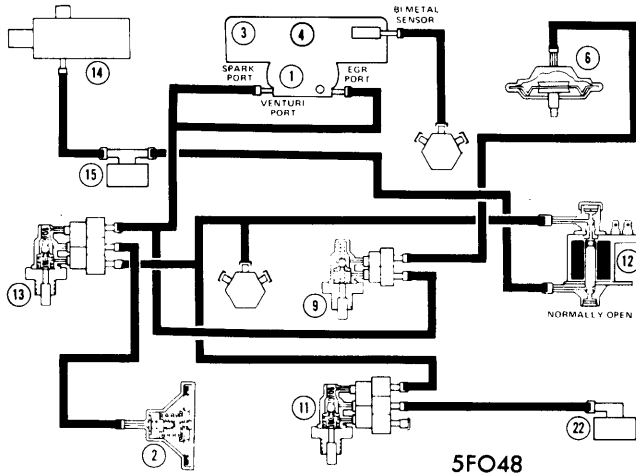 BI METAL
SENSOR
3
4
6
SPARK
PORT
1
EGR
PORT
VENTURI
PORT
14
15
13
9
12
NORMALLY OPEN
2
11
22
5FO48